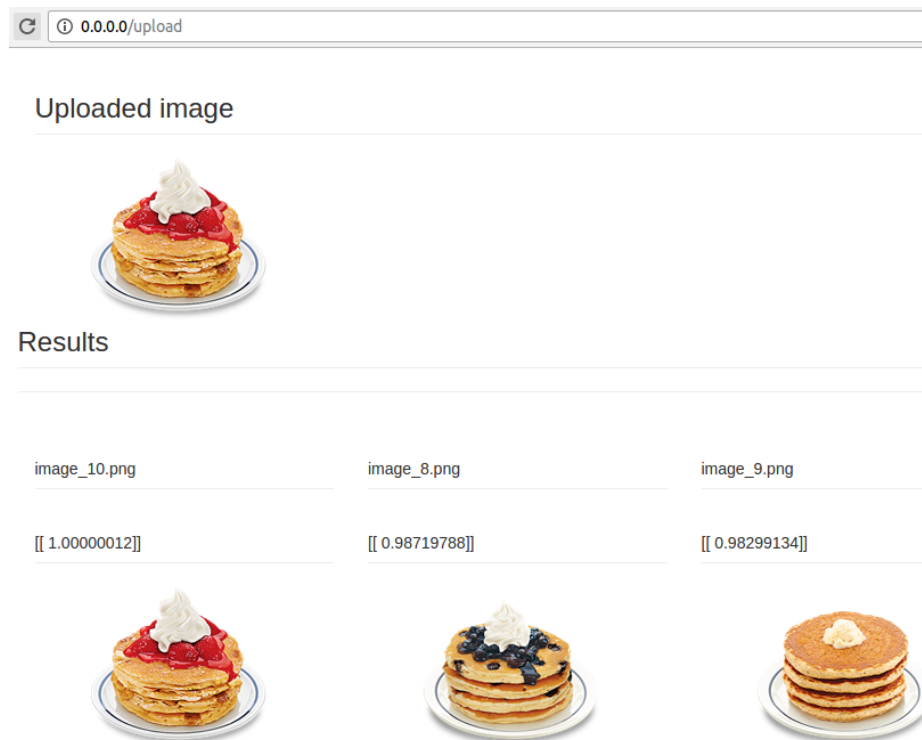 0.0.0.0/upload
Uploaded image
Results
image_10.png image_8.png image_9.png
[[ 1.00000012]] [[ 0.98719788]] [[ 0.98299134]]